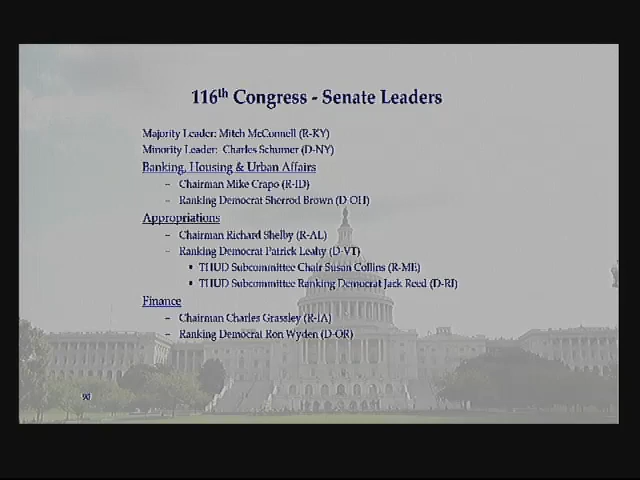 116th Congress - Senate Leaders
Majority Leader: Mitch McConnell (R-KY)
Minority Leader: Charles Schumer (D-NY)
Banking, Housing & Urban Affairs
– Chairman Mike Crapo (R-ID)
– Ranking Democrat Sherrod Brown (D-OH)
Appropriations
– Chairman Richard Shelby (R-AL)
– Ranking Democrat Patrick Leahy (D-VT)
▪ THUD Subcommittee Chair Susan Collins (R-ME)
▪ THUD Subcommittee Ranking Democrat Jack Reed (D-RI)
Finance
– Chairman Charles Grassley (R-IA)
– Ranking Democrat Ron Wyden (D-OR)